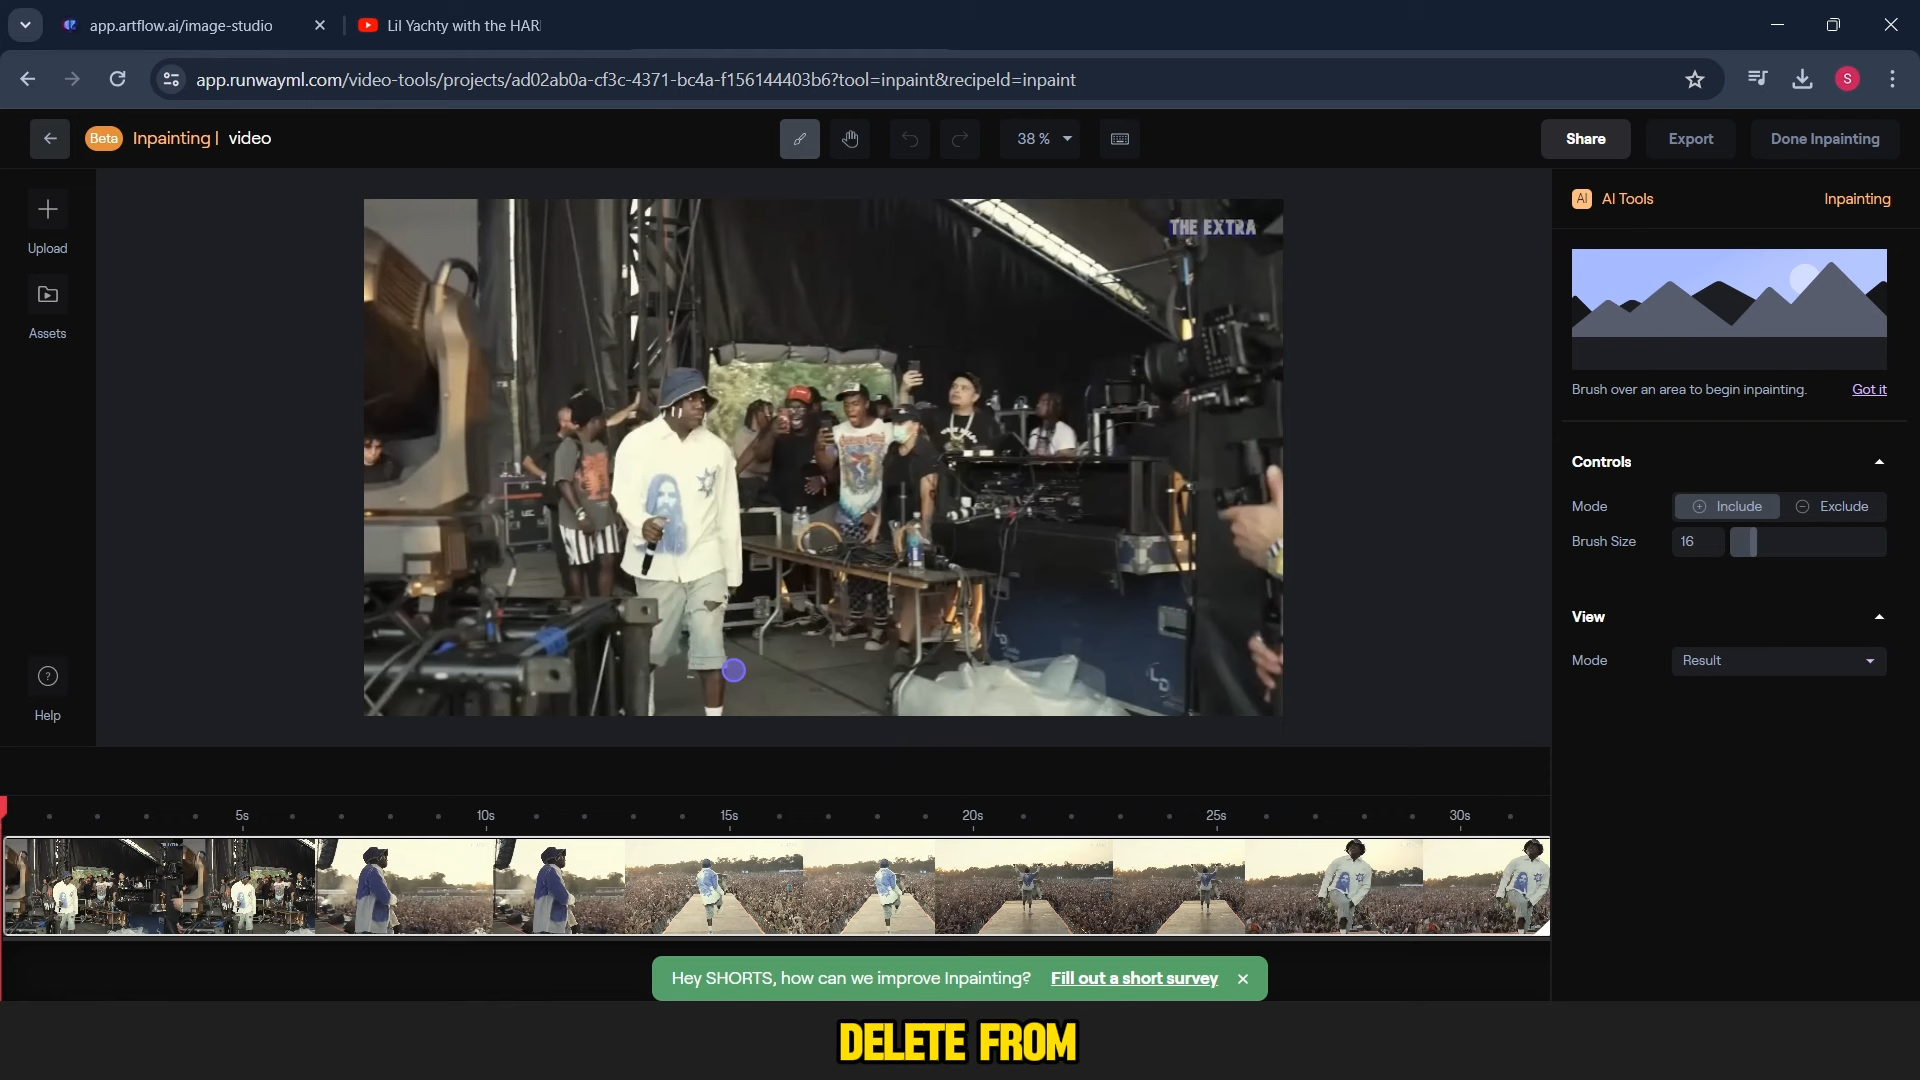 app.artflow.ai/image-studio
Lil Yachty with the HAR
app.runwayml.com/video-tools/projects/ad02ab0a-cf3c-4371-bc4a-f156144403b6?tool=inpaint&recipeId=inpaint
S
Beta Inpainting | video
38 %
Share
Export
Done Inpainting
Upload
Assets
Help
THE EXTRA
AI AI Tools
Inpainting
Brush over an area to begin inpainting. Got it
Controls
Mode Include Exclude
Brush Size 16
View
Mode Result
5s 10s 15s 20s 25s 30s
Hey SHORTS, how can we improve Inpainting? Fill out a short survey
DELETE FROM